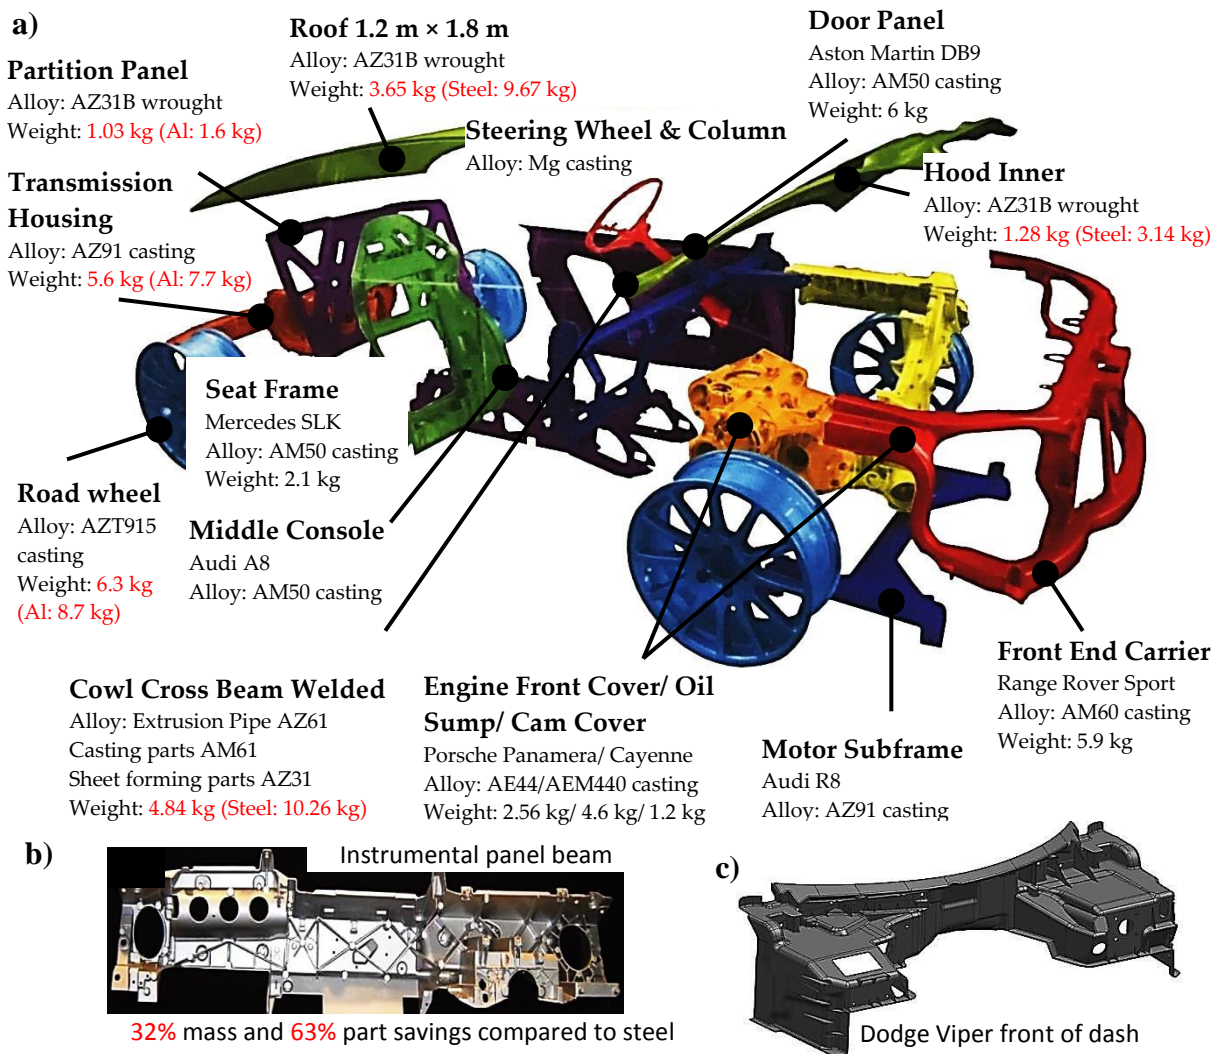 a)
Roof 1.2 m × 1.8 m
Alloy: AZ31B wrought
Weight: 3.65 kg (Steel: 9.67 kg)
Door Panel
Aston Martin DB9
Alloy: AM50 casting
Weight: 6 kg
Partition Panel
Alloy: AZ31B wrought
Weight: 1.03 kg (Al: 1.6 kg)
Steering Wheel & Column
Alloy: Mg casting
Hood Inner
Alloy: AZ31B wrought
Weight: 1.28 kg (Steel: 3.14 kg)
Transmission
Housing
Alloy: AZ91 casting
Weight: 5.6 kg (Al: 7.7 kg)
Seat Frame
Mercedes SLK
Alloy: AM50 casting
Weight: 2.1 kg
Road wheel
Alloy: AZT915
casting
Weight: 6.3 kg
(Al: 8.7 kg)
Middle Console
Audi A8
Alloy: AM50 casting
Cowl Cross Beam Welded
Alloy: Extrusion Pipe AZ61
Casting parts AM61
Sheet forming parts AZ31
Weight: 4.84 kg (Steel: 10.26 kg)
Engine Front Cover/ Oil
Sump/ Cam Cover
Porsche Panamera/ Cayenne
Alloy: AE44/AEM440 casting
Weight: 2.56 kg/ 4.6 kg/ 1.2 kg
Motor Subframe
Audi R8
Alloy: AZ91 casting
Front End Carrier
Range Rover Sport
Alloy: AM60 casting
Weight: 5.9 kg
b)
Instrumental panel beam
32% mass and 63% part savings compared to steel
c)
Dodge Viper front of dash